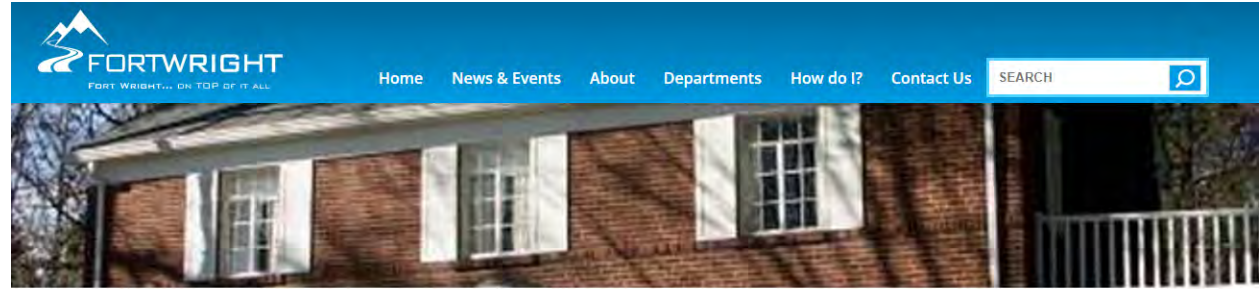 FORTWRIGHT
FORT WRIGHT... ON TOP OF IT ALL
Home News & Events About Departments How do I? Contact Us SEARCH